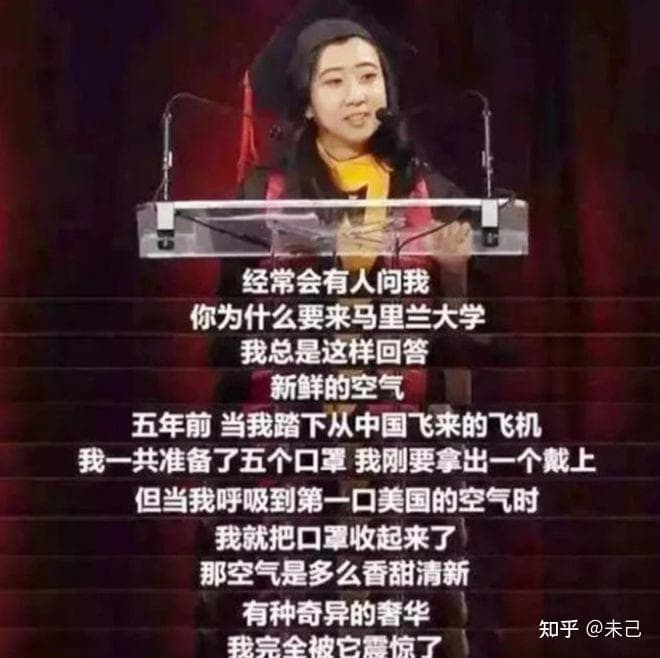 经常会有人问我
你为什么要来马里兰大学
我总是这样回答
新鲜的空气
五年前 当我踏下从中国飞来的飞机
我一共准备了五个口罩 我刚要拿出一个戴上
但当我呼吸到第一口美国的空气时
我就把口罩收起来了
那空气是多么香甜清新
有种奇异的奢华
我完全被它震惊了
知乎 @未己